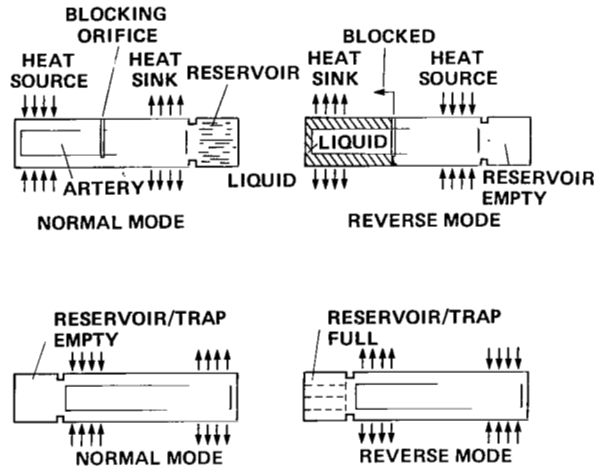 BLOCKING
ORIFICE
HEAT
SOURCE
HEAT
SINK
RESERVOIR
ARTERY
LIQUID
NORMAL MODE
HEAT
SINK
BLOCKED
HEAT
SOURCE
LIQUID
RESERVOIR
EMPTY
REVERSE MODE
RESERVOIR/TRAP
EMPTY
NORMAL MODE
RESERVOIR/TRAP
FULL
REVERSE MODE